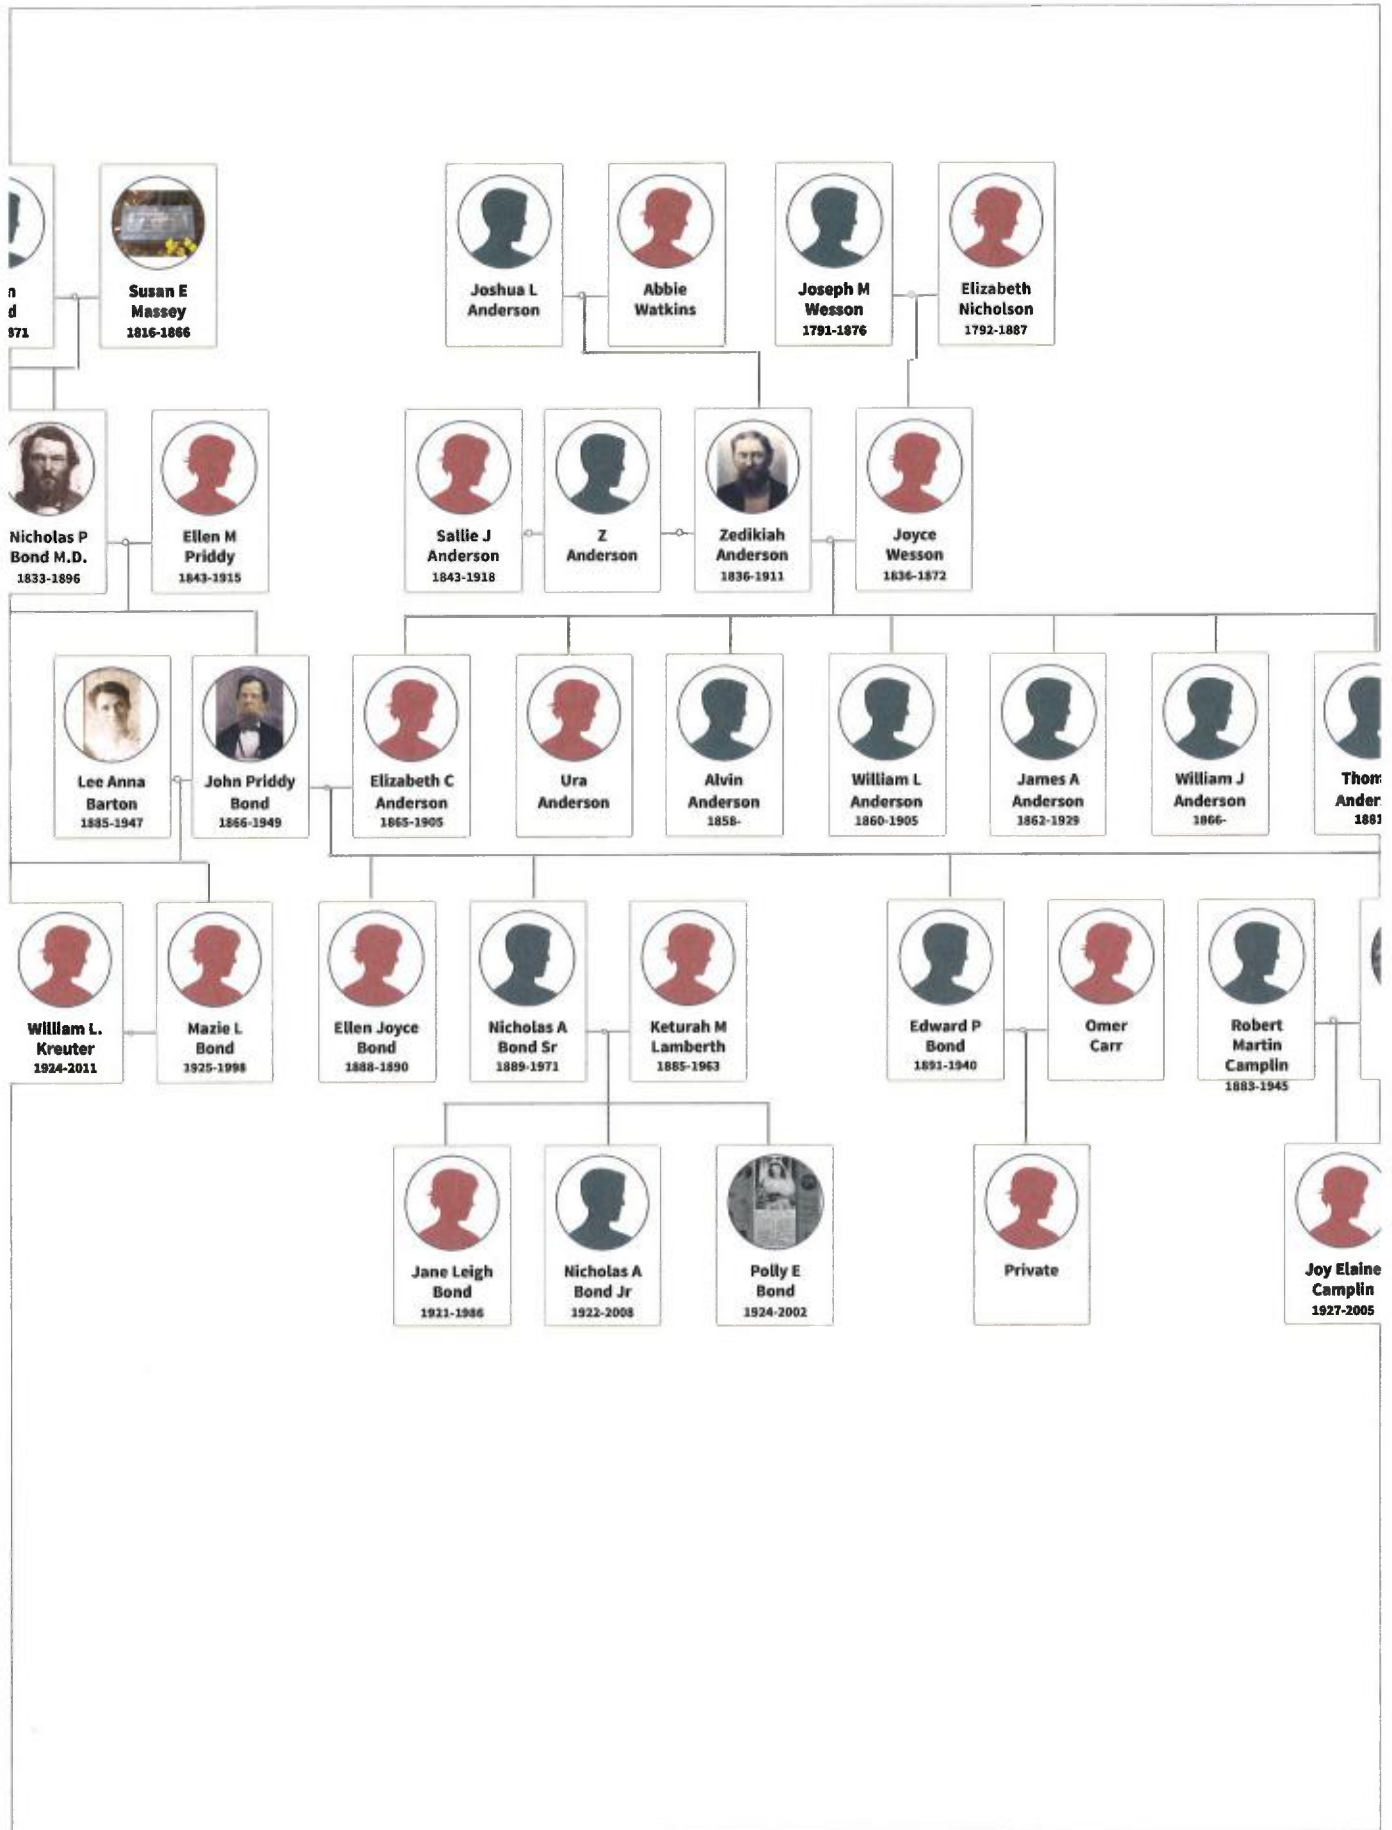 n
d
871
Susan E
Massey
1816-1866
Joshua L
Anderson
Abbie
Watkins
Joseph M
Wesson
1791-1876
Elizabeth
Nicholson
1792-1887
Nicholas P
Bond M.D.
1833-1896
Ellen M
Priddy
1843-1915
Sallie J
Anderson
1843-1918
Z
Anderson
Zedikiah
Anderson
1836-1911
Joyce
Wesson
1836-1872
Lee Anna
Barton
1885-1947
John Priddy
Bond
1866-1949
Elizabeth C
Anderson
1865-1905
Ura
Anderson
Alvin
Anderson
1858-
William L
Anderson
1860-1905
James A
Anderson
1862-1929
William J
Anderson
1866-
Thom
Ander
1881
William L.
Kreuter
1924-2011
Mazie L
Bond
1925-1998
Ellen Joyce
Bond
1888-1890
Nicholas A
Bond Sr
1889-1971
Keturah M
Lamberth
1885-1963
Edward P
Bond
1891-1940
Omer
Carr
Robert
Martin
Camplin
1883-1945
Jane Leigh
Bond
1921-1986
Nicholas A
Bond Jr
1922-2008
Polly E
Bond
1924-2002
Private
Joy Elaine
Camplin
1927-2005